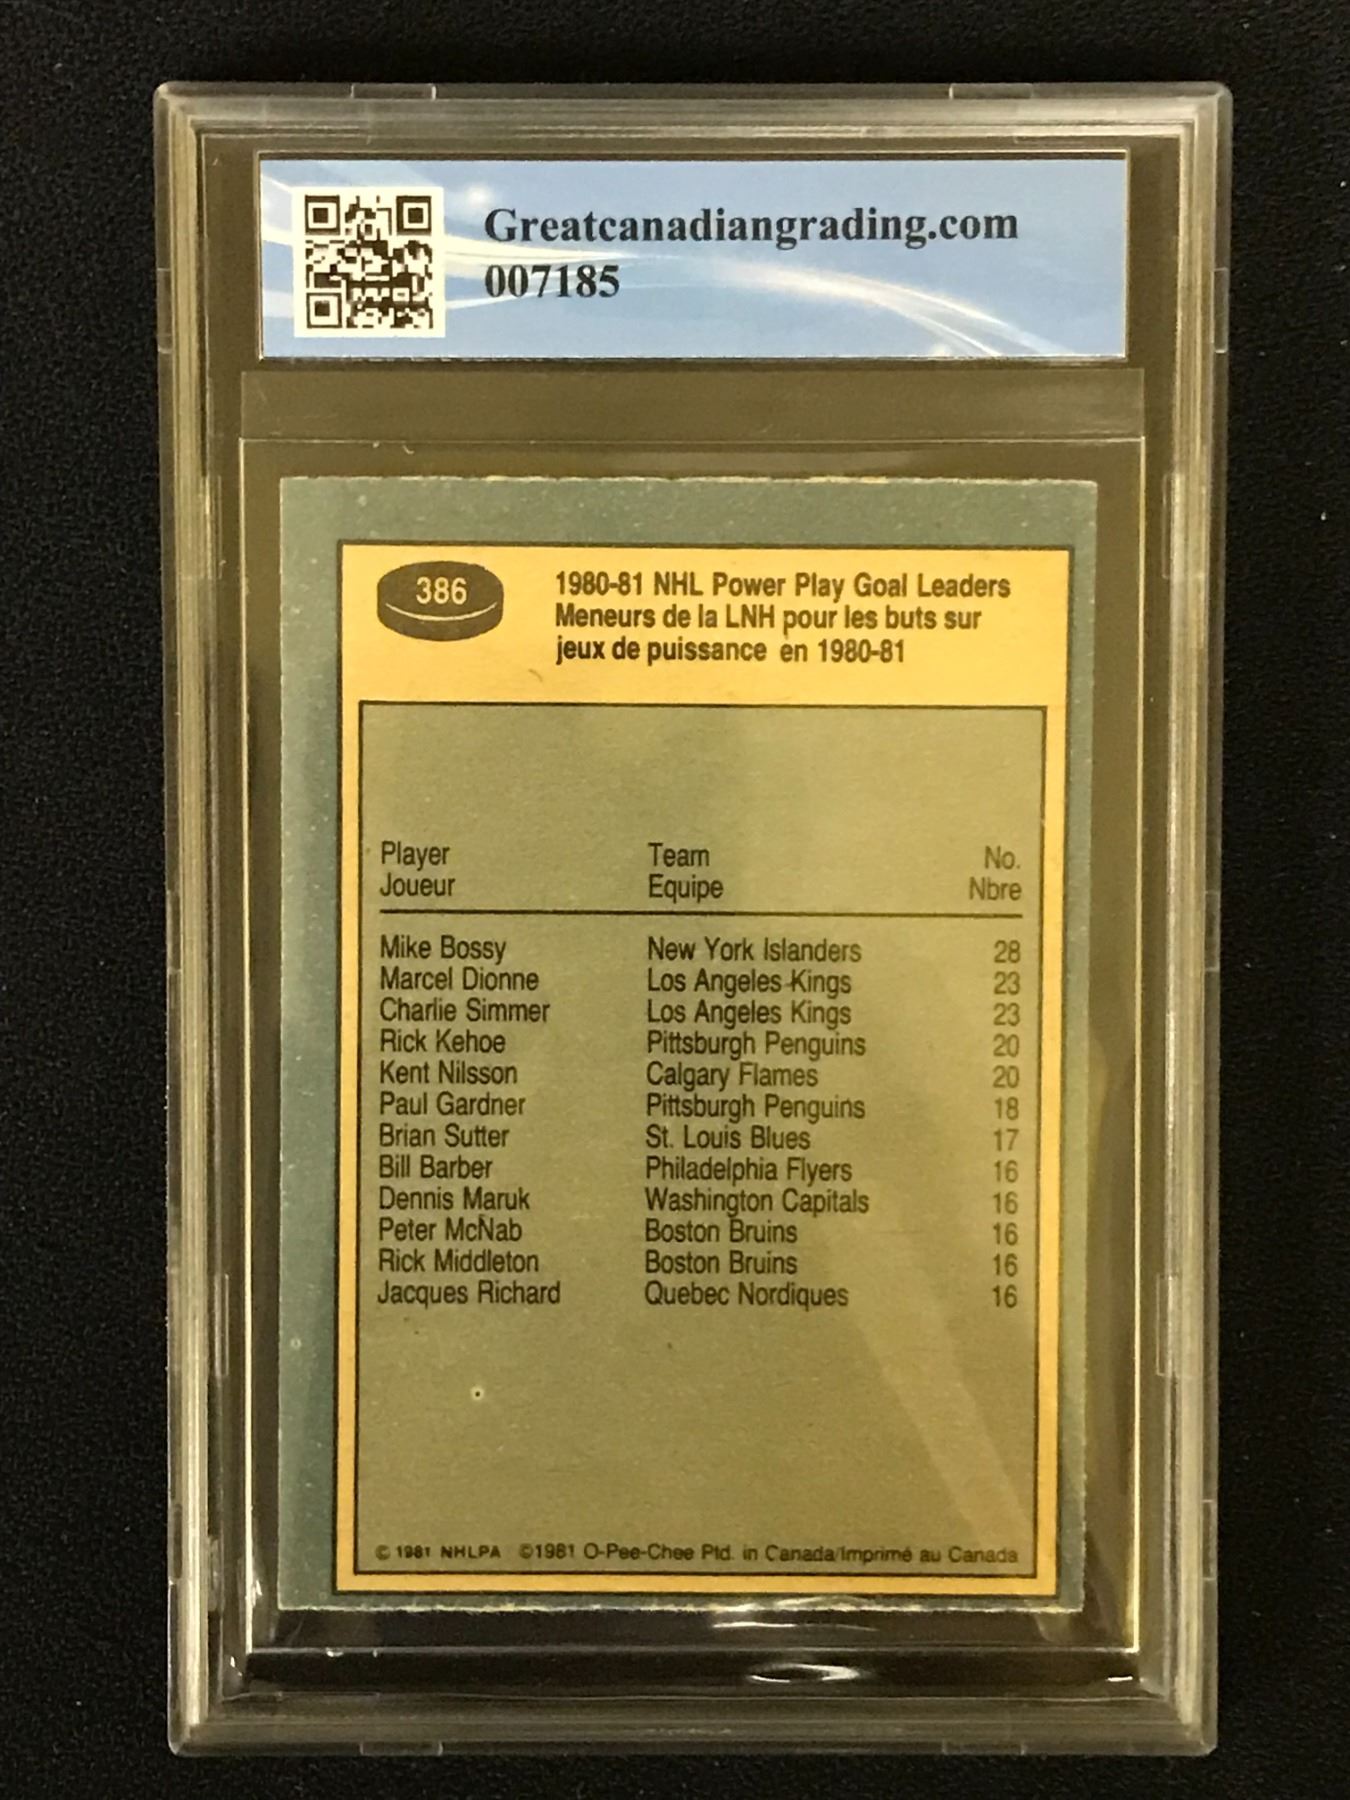 Greatcanadiangrading.com
007185
386
1980-81 NHL Power Play Goal Leaders
Meneurs de la LNH pour les buts sur
jeux de puissance en 1980-81
Player Team No.
Joueur Equipe Nbre
Mike Bossy New York Islanders 28
Marcel Dionne Los Angeles Kings 23
Charlie Simmer Los Angeles Kings 23
Rick Kehoe Pittsburgh Penguins 20
Kent Nilsson Calgary Flames 20
Paul Gardner Pittsburgh Penguins 18
Brian Sutter St. Louis Blues 17
Bill Barber Philadelphia Flyers 16
Dennis Maruk Washington Capitals 16
Peter McNab Boston Bruins 16
Rick Middleton Boston Bruins 16
Jacques Richard Quebec Nordiques 16
© 1981 NHLPA ©1981 O-Pee-Chee Ptd. in Canada/Imprimé au Canada